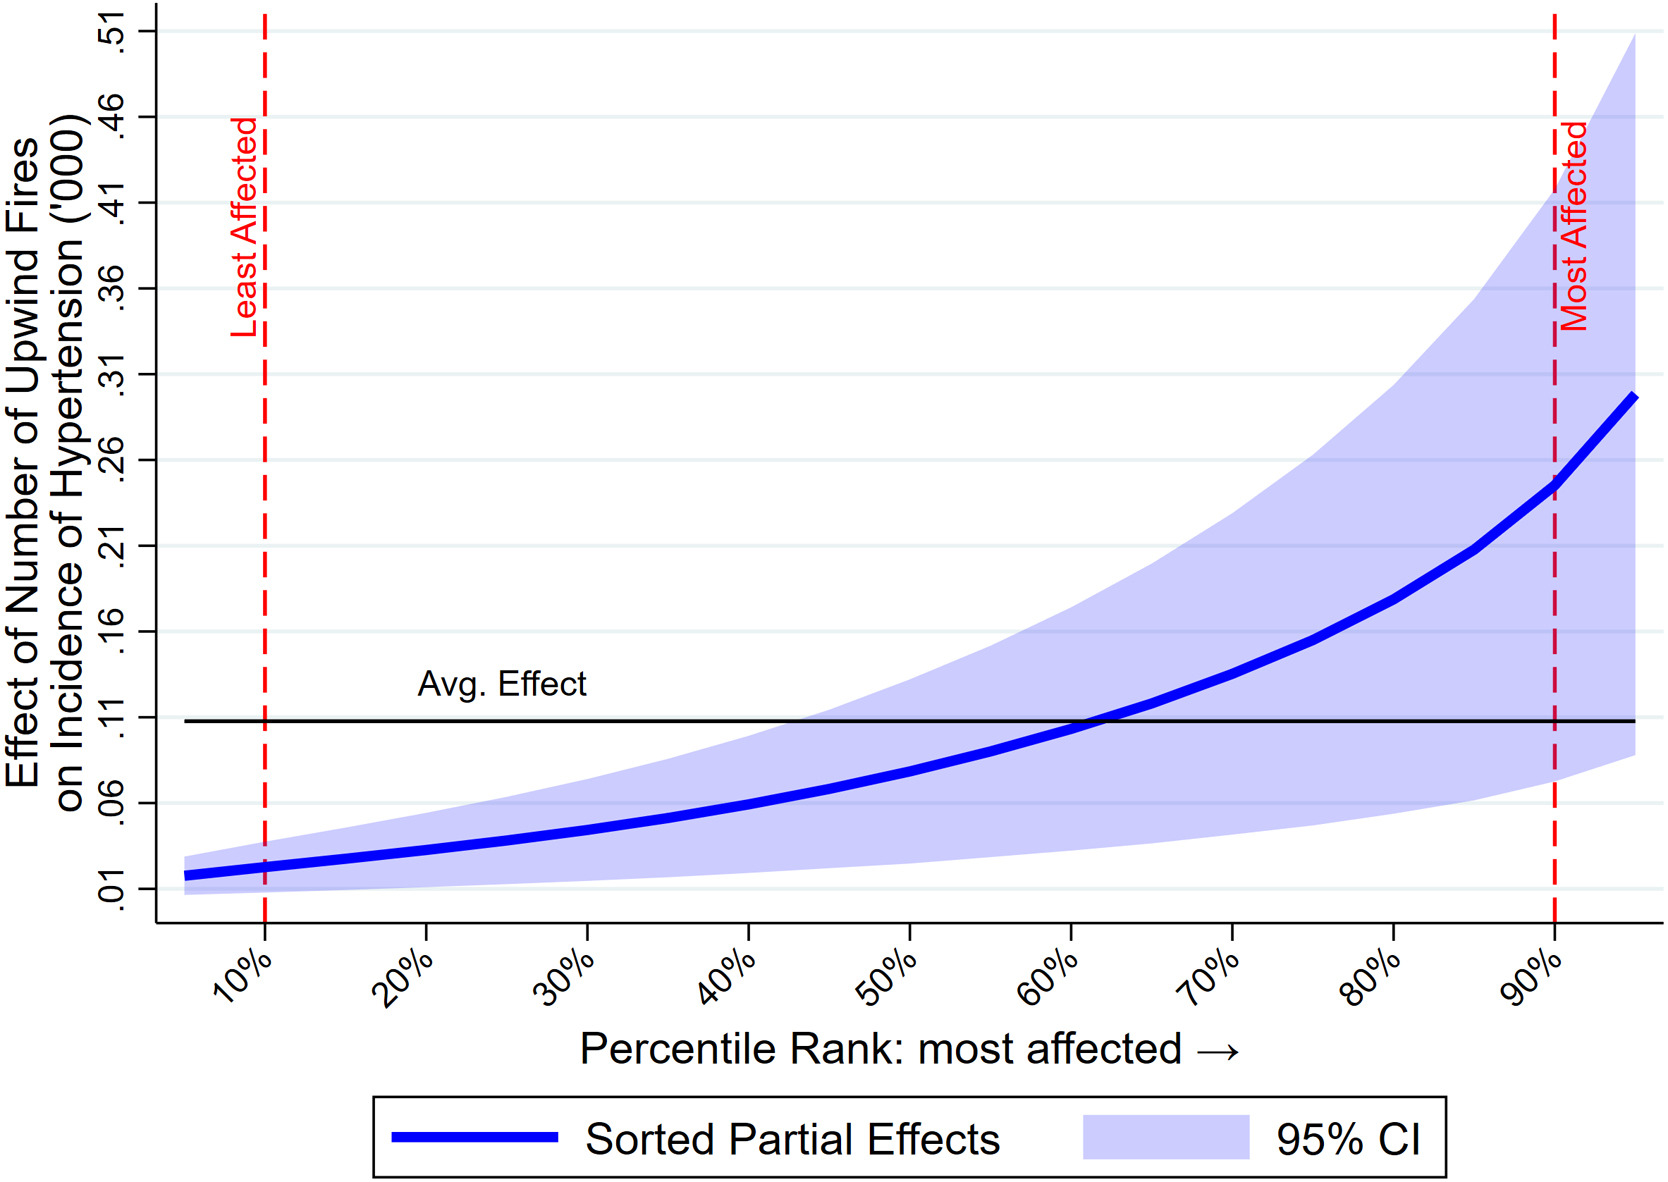 Effect of Number of Upwind Fires
on Incidence of Hypertension ('000)
.51
.46
.41
.36
.31
.26
.21
.16
.11
.06
.01
Least Affected
Most Affected
Avg. Effect
10%
20%
30%
40%
50%
60%
70%
80%
90%
Percentile Rank: most affected →
Sorted Partial Effects
95% CI